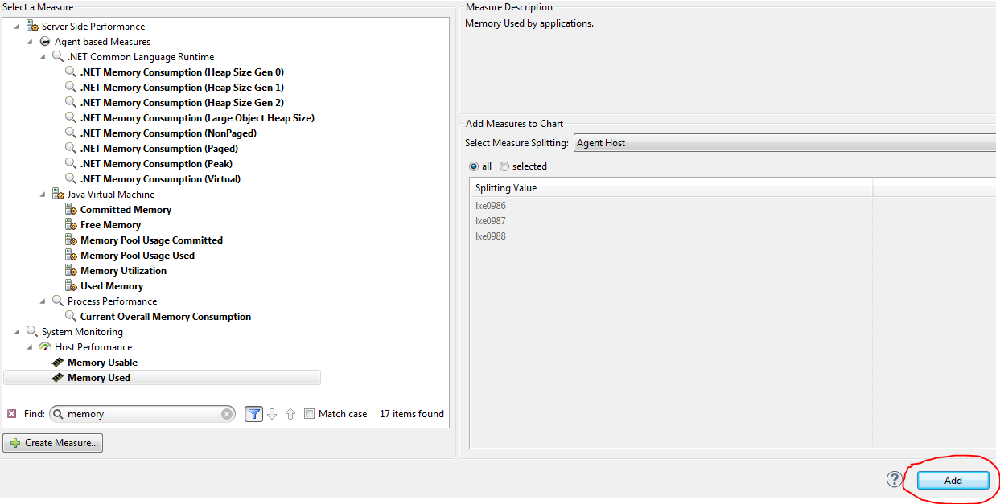 Select a Measure
Server Side Performance
Agent based Measures
.NET Common Language Runtime
.NET Memory Consumption (Heap Size Gen 0)
.NET Memory Consumption (Heap Size Gen 1)
.NET Memory Consumption (Heap Size Gen 2)
.NET Memory Consumption (Large Object Heap Size)
.NET Memory Consumption (NonPaged)
.NET Memory Consumption (Paged)
.NET Memory Consumption (Peak)
.NET Memory Consumption (Virtual)
Java Virtual Machine
Committed Memory
Free Memory
Memory Pool Usage Committed
Memory Pool Usage Used
Memory Utilization
Used Memory
Process Performance
Current Overall Memory Consumption
System Monitoring
Host Performance
Memory Usable
Memory Used
Find: memory Match case 17 items found
Create Measure...
Measure Description
Memory Used by applications.
Add Measures to Chart
Select Measure Splitting: Agent Host
all selected
Splitting Value
lxe0986
lxe0987
lxe0988
? Add